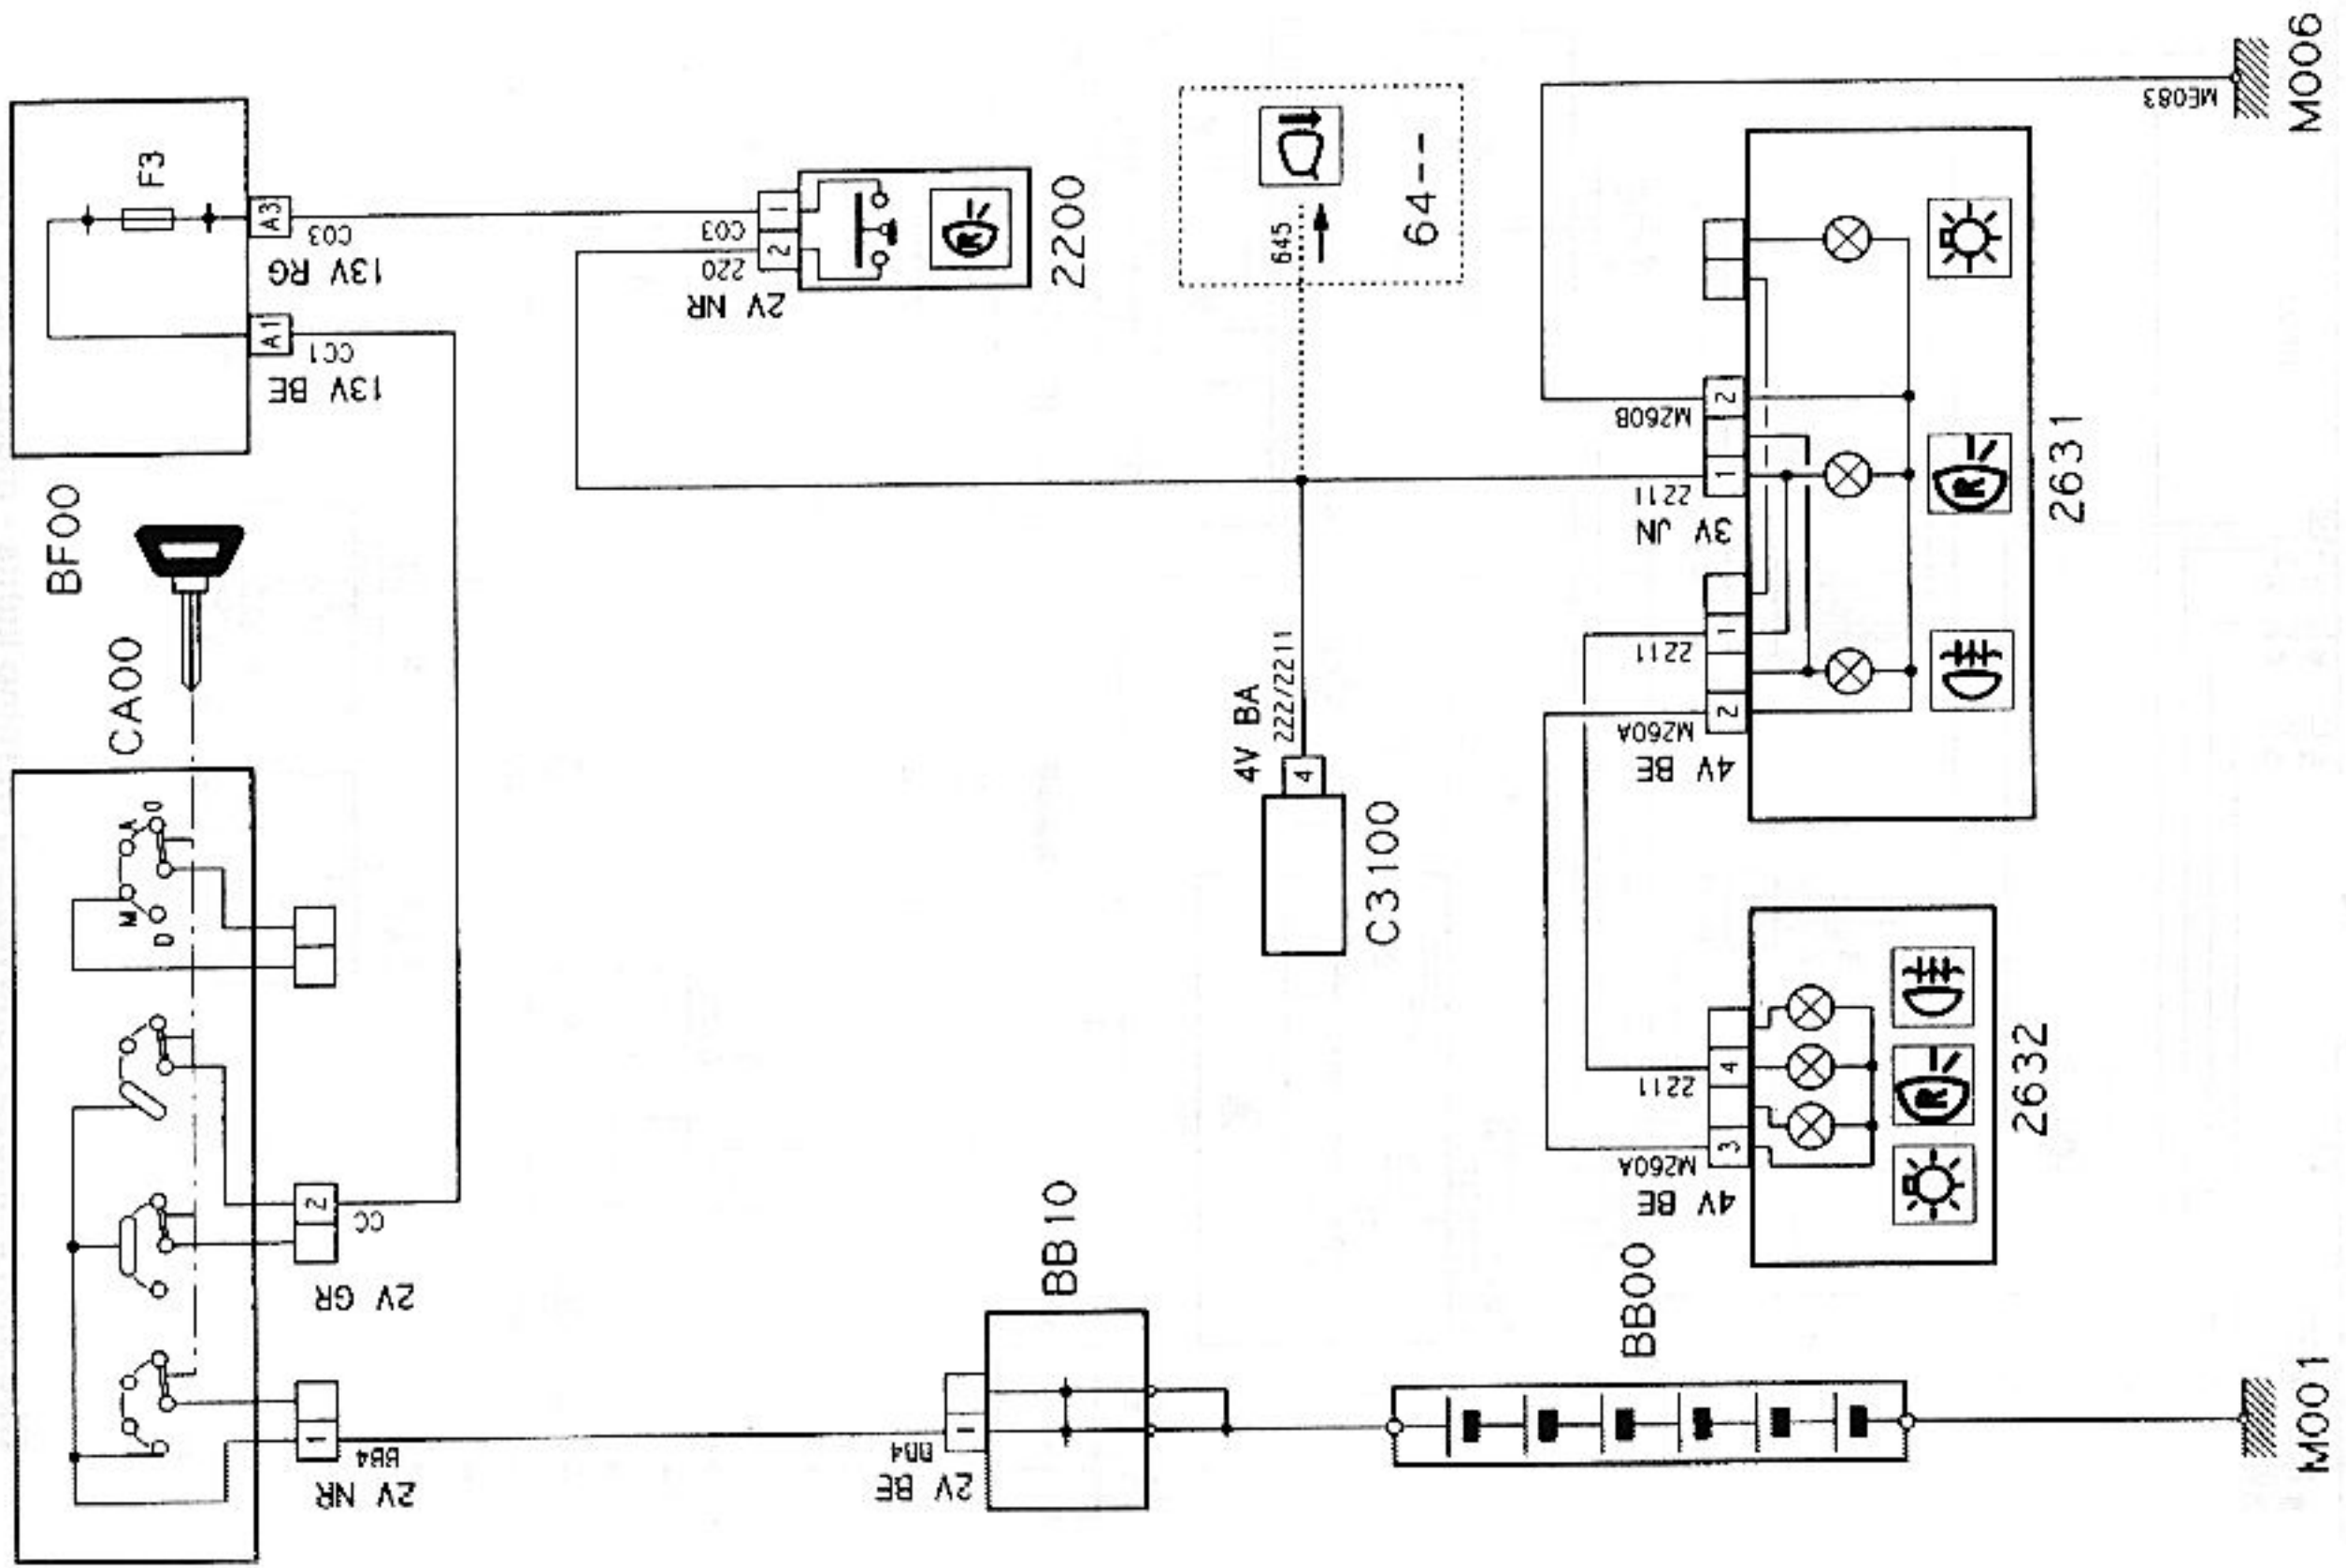 BF00
F3
A3
C03
13V RG
A1
CC1
13V BE
CA00
M
A
D
2
CC
2V GR
1
BB4
2V NR
1
C03
2
220
2V NR
R
2200
645
64--
4V BA
222/2211
4
C3100
BB4
1
2V BE
BB10
BB00
M001
M260B
2
2211
1
3V JN
2211
1
M260A
2
4V BE
R
2631
2211
4
M260A
3
4V BE
R
2632
ME083
M006